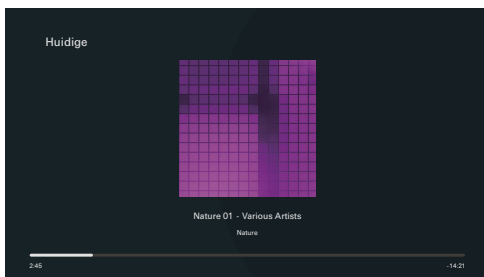 Huidige
Nature 01 - Various Artists
Nature
2:45
-14:21